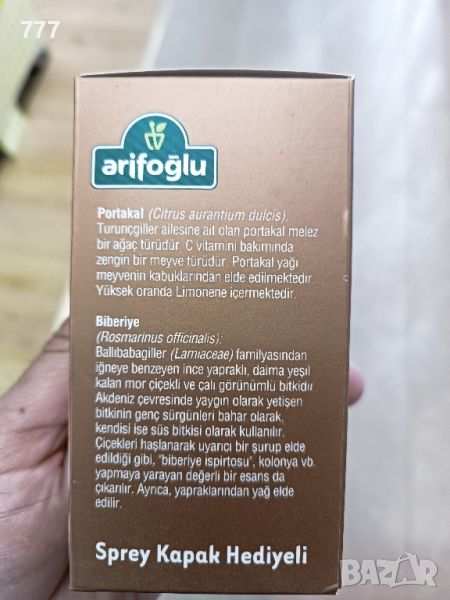 777
arifoğlu
Portakal (Citrus aurantium dulcis),
Turunçgiller ailesine ait olan portakal melez
bir ağaç türüdür. C vitamini bakımında
zengin bir meyve türüdür. Portakal yağı
meyvenin kabuklarından elde edilmektedir.
Yüksek oranda Limonene içermektedir.
Biberiye
(Rosmarinus officinalis):
Ballıbabagiller (Lamiaceae) familyasından
iğneye benzeyen ince yapraklı, daima yeşil
kalan mor çiçekli ve çalı görünümlü bitkidir
Akdeniz çevresinde yaygın olarak yetişen
bitkinin genç sürgünleri bahar olarak,
kendisi ise süs bitkisi olarak kullanılır.
Çiçekleri haşlanarak uyarıcı bir şurup elde
edildiği gibi, "biberiye ispirtosu", kolonya vb
yapmaya yarayan değerli bir esans da
çıkarılır. Ayrıca, yapraklarından yağ elde
edilir.
Sprey Kapak Hediyeli
BAZAR